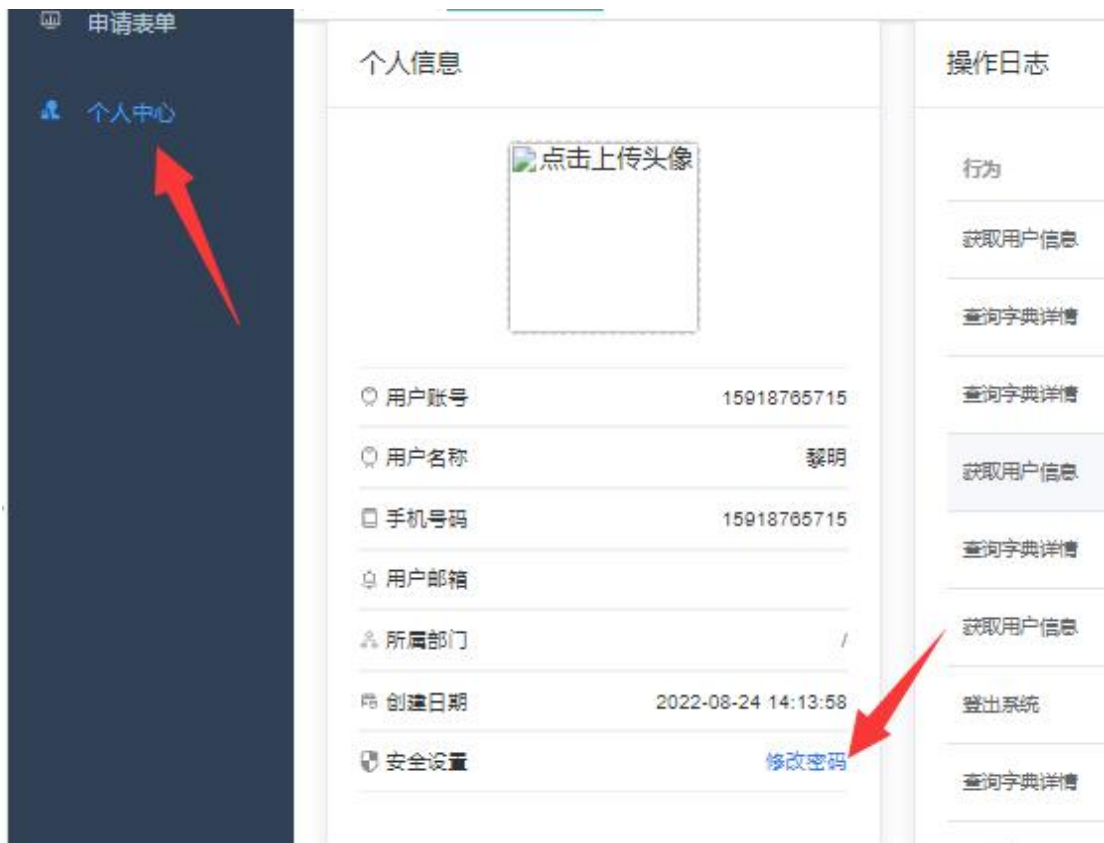 申请表单
个人中心
个人信息
点击上传头像
用户账号 15918765715
用户名称 黎明
手机号码 15918765715
用户邮箱
所属部门 /
创建日期 2022-08-24 14:13:58
安全设置 修改密码
操作日志
行为
获取用户信息
查询字典详情
查询字典详情
获取用户信息
查询字典详情
获取用户信息
登出系统
查询字典详情